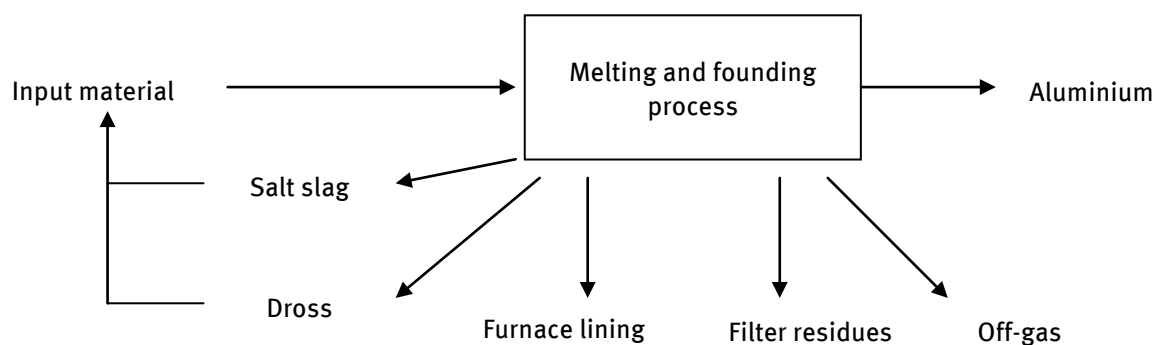 Melting and founding
process
Input material
Aluminium
Salt slag
Dross
Furnace lining
Filter residues
Off-gas